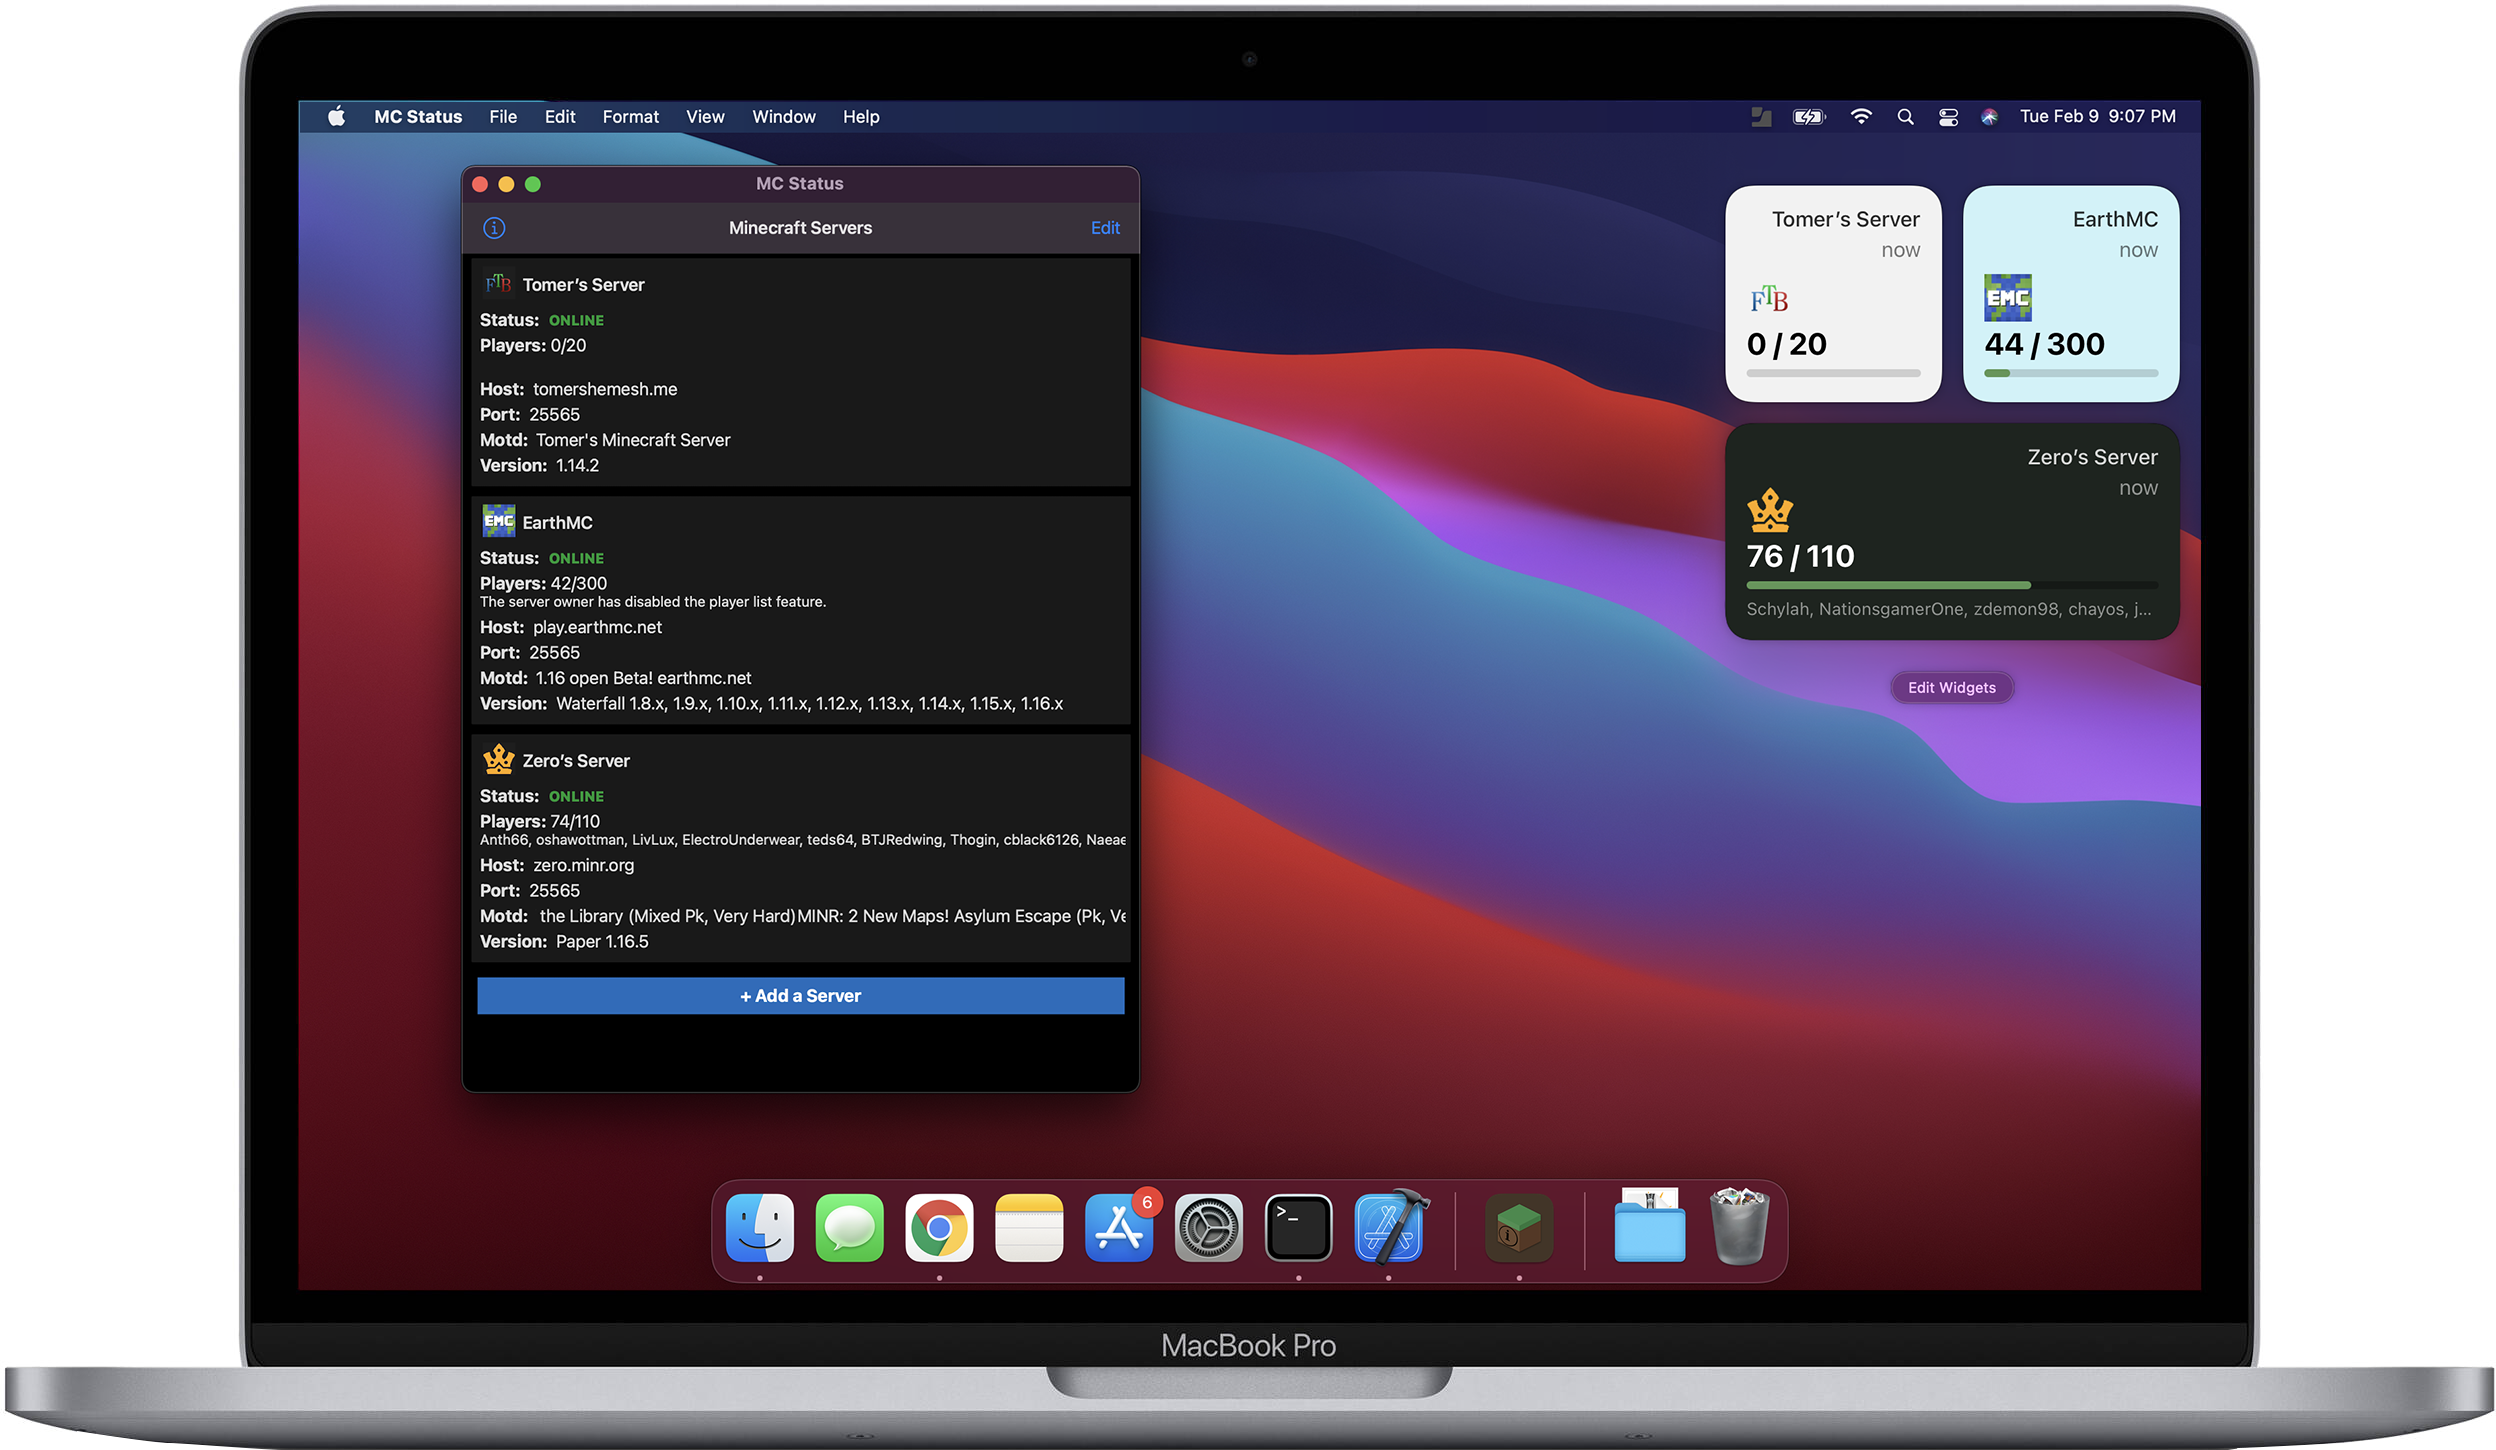 MC Status File Edit Format View Window Help
Tue Feb 9 9:07 PM
MC Status
Minecraft Servers
Edit
FTB Tomer’s Server
Status: ONLINE
Players: 0/20
Host: tomershemesh.me
Port: 25565
Motd: Tomer's Minecraft Server
Version: 1.14.2
EMC EarthMC
Status: ONLINE
Players: 42/300
The server owner has disabled the player list feature.
Host: play.earthmc.net
Port: 25565
Motd: 1.16 open Beta! earthmc.net
Version: Waterfall 1.8.x, 1.9.x, 1.10.x, 1.11.x, 1.12.x, 1.13.x, 1.14.x, 1.15.x, 1.16.x
Zero’s Server
Status: ONLINE
Players: 74/110
Anth66, oshawottman, LivLux, ElectroUnderwear, teds64, BTJRedwing, Thogin, cblack6126, Naeae
Host: zero.minr.org
Port: 25565
Motd: the Library (Mixed Pk, Very Hard)MINR: 2 New Maps! Asylum Escape (Pk, Ve
Version: Paper 1.16.5
+ Add a Server
Tomer’s Server
now
FTB
0 / 20
EarthMC
now
EMC
44 / 300
Zero’s Server
now
76 / 110
Schylah, NationsgamerOne, zdemon98, chayos, j...
Edit Widgets
6
>_
MacBook Pro